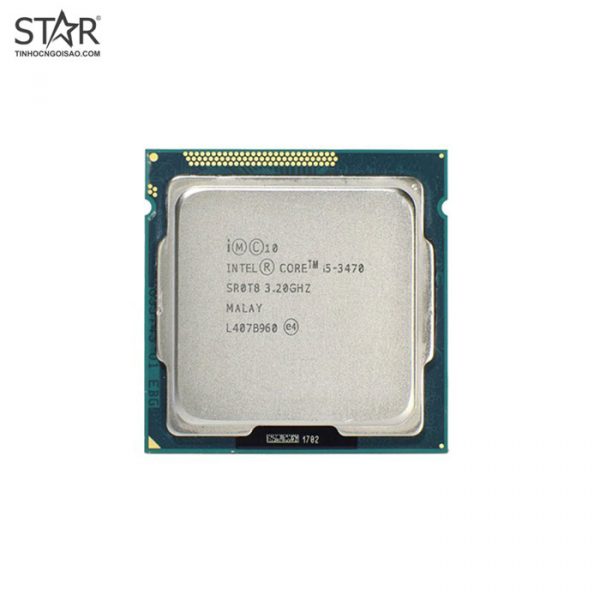 STAR®
TINHOCNGOISAO.COM
i Ⓜ Ⓒ 10
INTEL® CORE™ i5-3470
SR0T8 3.20GHZ
MALAY
L407B960 e4
1702